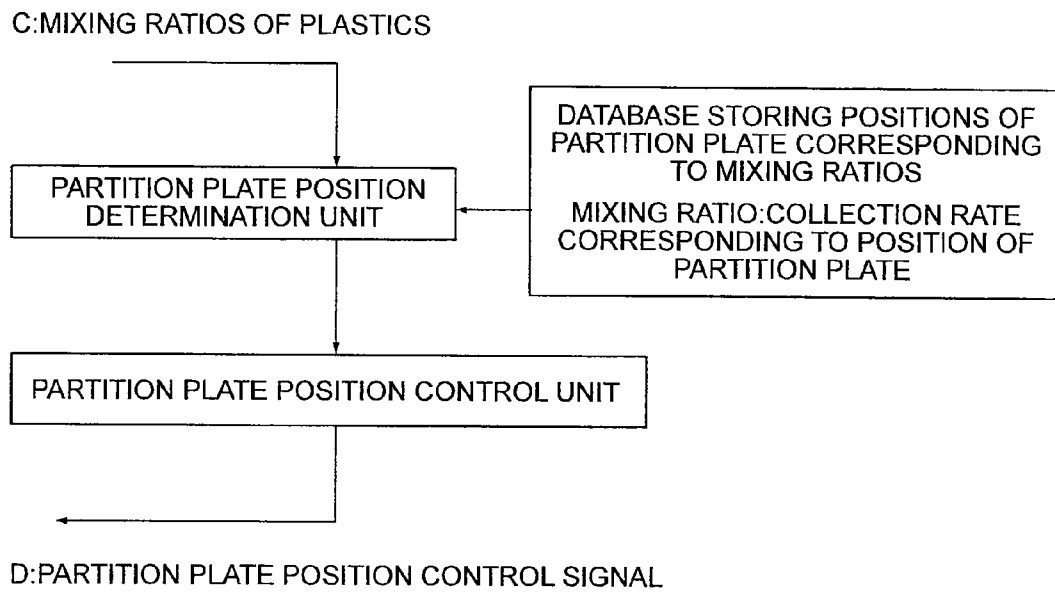 C:MIXING RATIOS OF PLASTICS
DATABASE STORING POSITIONS OF
PARTITION PLATE CORRESPONDING
TO MIXING RATIOS
MIXING RATIO:COLLECTION RATE
CORRESPONDING TO POSITION OF
PARTITION PLATE
PARTITION PLATE POSITION
DETERMINATION UNIT
PARTITION PLATE POSITION CONTROL UNIT
D:PARTITION PLATE POSITION CONTROL SIGNAL